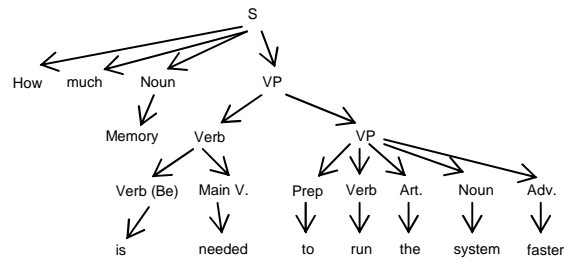 S
How much Noun VP
Memory Verb VP
Verb (Be) Main V. Prep Verb Art. Noun Adv.
is needed to run the system faster